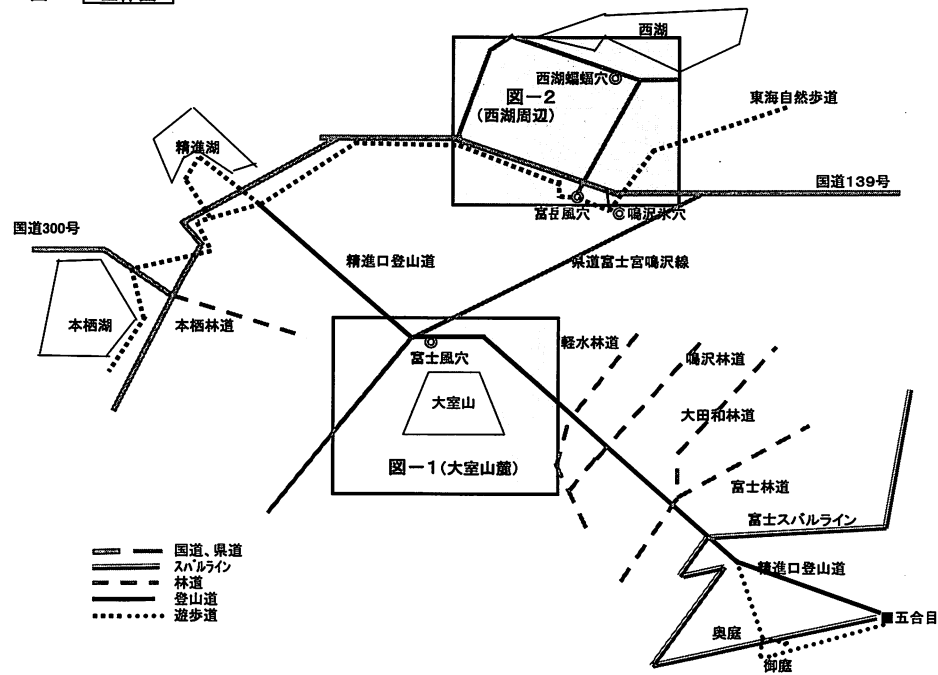 西湖
西湖蝙蝠穴
図－2
(西湖周辺)
東海自然歩道
精進湖
国道139号
富岳風穴
鳴沢氷穴
国道300号
精進口登山道
県道富士宮鳴沢線
本栖湖
本栖林道
富士風穴
軽水林道
鳴沢林道
大室山
大田和林道
図－1(大室山麓)
富士林道
富士スバルライン
国道、県道
スバルライン
林道
登山道
遊歩道
精進口登山道
五合目
奥庭
御庭